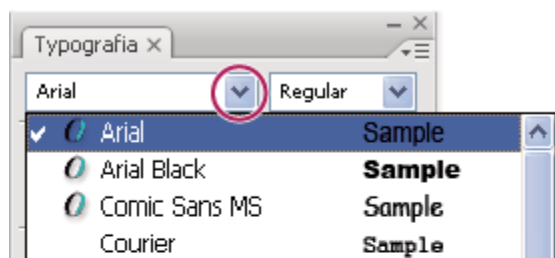 Typografia
Arial Regular
Arial Sample
Arial Black Sample
Comic Sans MS Sample
Courier Sample